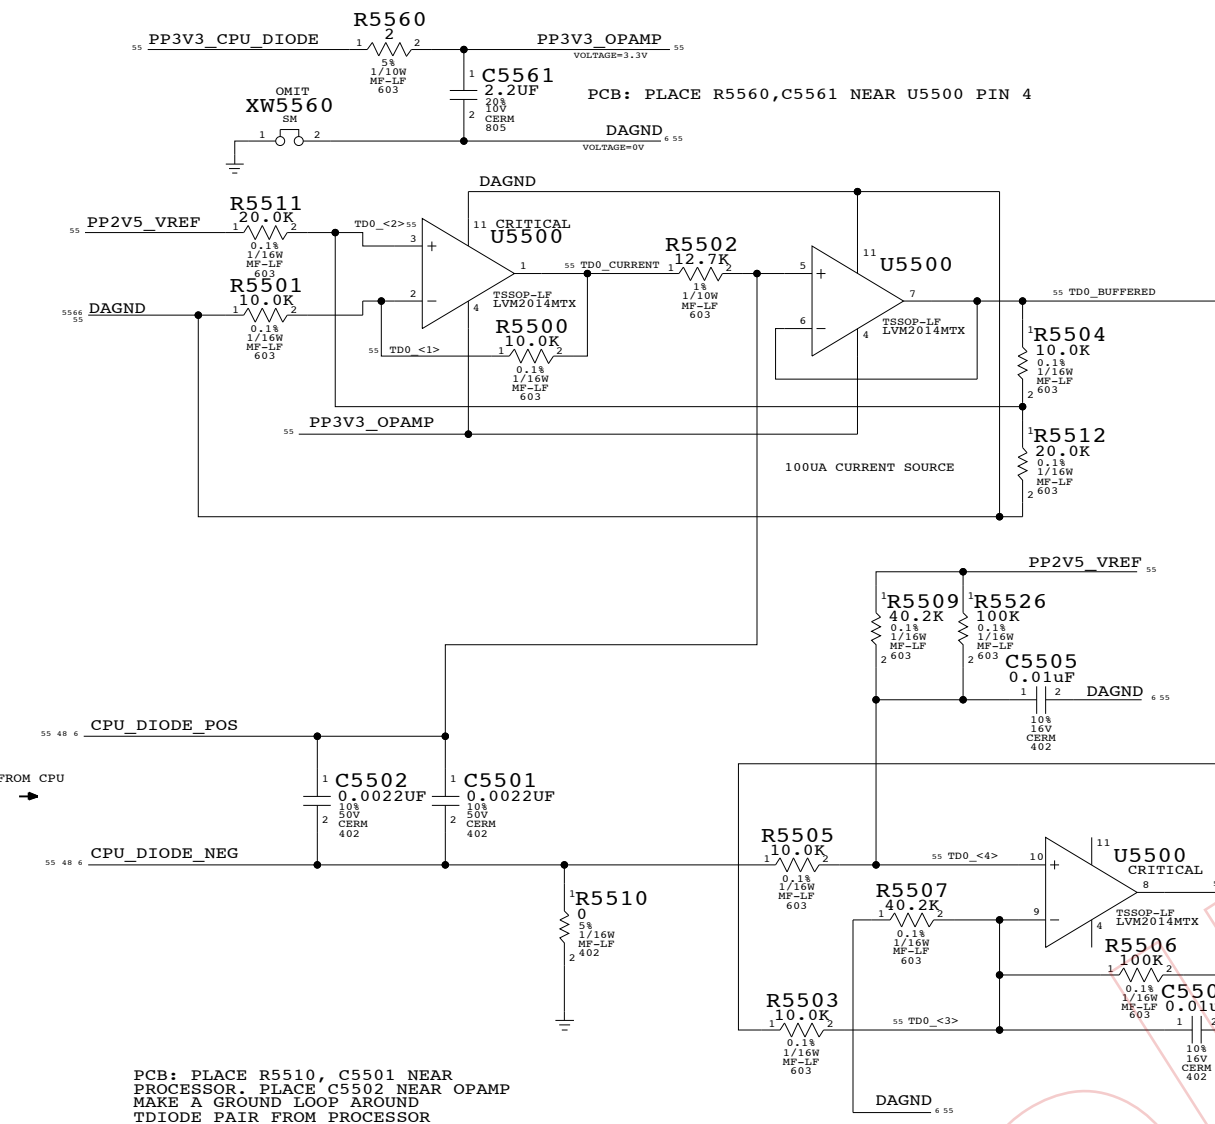 R5560
55 PP3V3_CPU_DIODE 1 2 2 PP3V3_OPAMP 55
VOLTAGE=3.3V
5%
1/10W
MF-LF
603
1 C5561
2.2UF
20%
10V
CERM
805
2
PCB: PLACE R5560,C5561 NEAR U5500 PIN 4
OMIT
XW5560
SM
1 2
DAGND 6 55
VOLTAGE=0V
DAGND
R5511
20.0K
55 PP2V5_VREF 1 2
0.1%
1/16W
MF-LF
603
TD0_<2> 55
11 CRITICAL
U5500
3 +
2 −
1
4
TSSOP-LF
LVM2014MTX
R5501
10.0K
5566 DAGND 1 2
55
0.1%
1/16W
MF-LF
603
55 TD0_<1>
R5500
10.0K
1 2
0.1%
1/16W
MF-LF
603
55 TD0_CURRENT
R5502
12.7K
1 2
1%
1/10W
MF-LF
603
11
U5500
5 +
6 −
7
4
TSSOP-LF
LVM2014MTX
55 TD0_BUFFERED
1 R5504
10.0K
0.1%
1/16W
MF-LF
2 603
55 PP3V3_OPAMP
1 R5512
20.0K
0.1%
1/16W
MF-LF
2 603
100UA CURRENT SOURCE
PP2V5_VREF 55
1 R5509
40.2K
0.1%
1/16W
MF-LF
2 603
1 R5526
100K
0.1%
1/16W
MF-LF
2 603
C5505
0.01uF
1 2 DAGND 6 55
10%
16V
CERM
402
55 48 6 CPU_DIODE_POS
FROM CPU
1 C5502
0.0022UF
10%
50V
CERM
2 402
1 C5501
0.0022UF
10%
50V
CERM
2 402
55 48 6 CPU_DIODE_NEG
1 R5510
0
5%
1/16W
MF-LF
2 402
R5505
10.0K
1 2
0.1%
1/16W
MF-LF
603
55 TD0_<4>
11
10 +
9 −
8
4
U5500
CRITICAL
TSSOP-LF
LVM2014MTX
R5507
40.2K
1 2
0.1%
1/16W
MF-LF
603
R5506
100K
1 2
0.1%
1/16W
MF-LF
603
C550
0.01u
1 2
10%
16V
CERM
402
R5503
10.0K
1 2
0.1%
1/16W
MF-LF
603
55 TD0_<3>
DAGND 6 55
PCB: PLACE R5510, C5501 NEAR
PROCESSOR. PLACE C5502 NEAR OPAMP
MAKE A GROUND LOOP AROUND
TDIODE PAIR FROM PROCESSOR